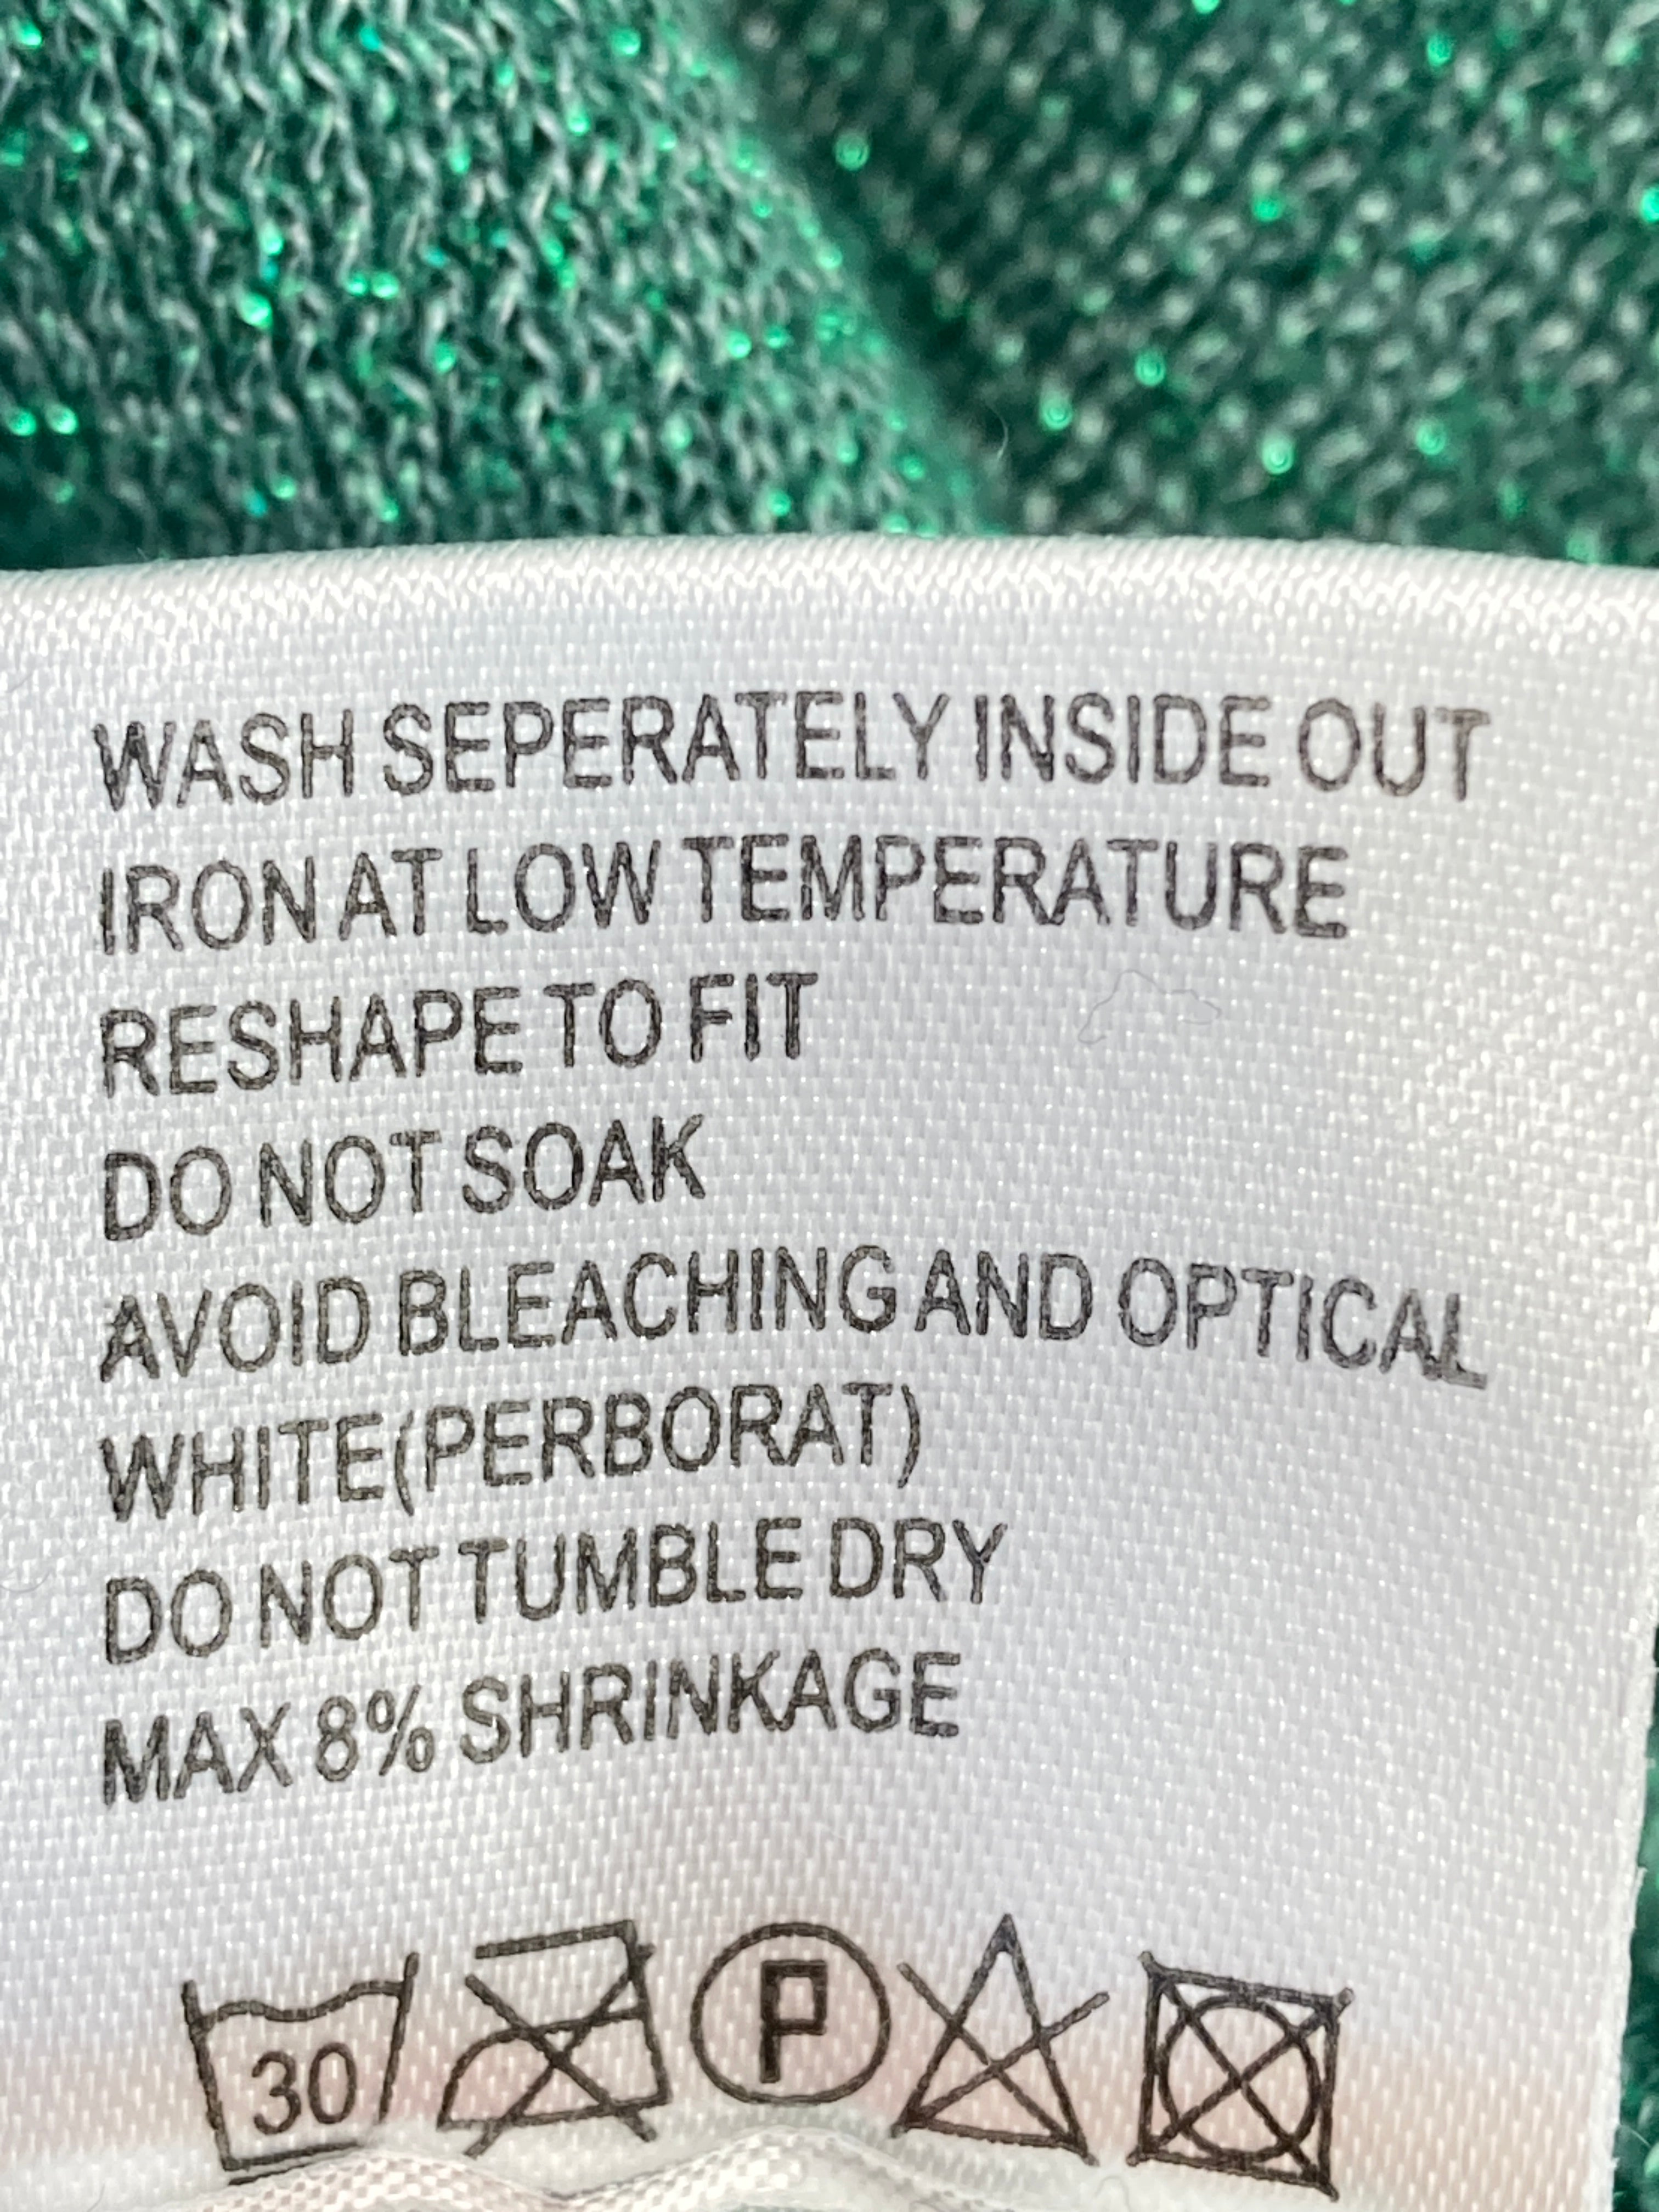 WASH SEPERATELY INSIDE OUT
IRON AT LOW TEMPERATURE
RESHAPE TO FIT
DO NOT SOAK
AVOID BLEACHING AND OPTICAL
WHITE(PERBORAT)
DO NOT TUMBLE DRY
MAX 8% SHRINKAGE
30 P